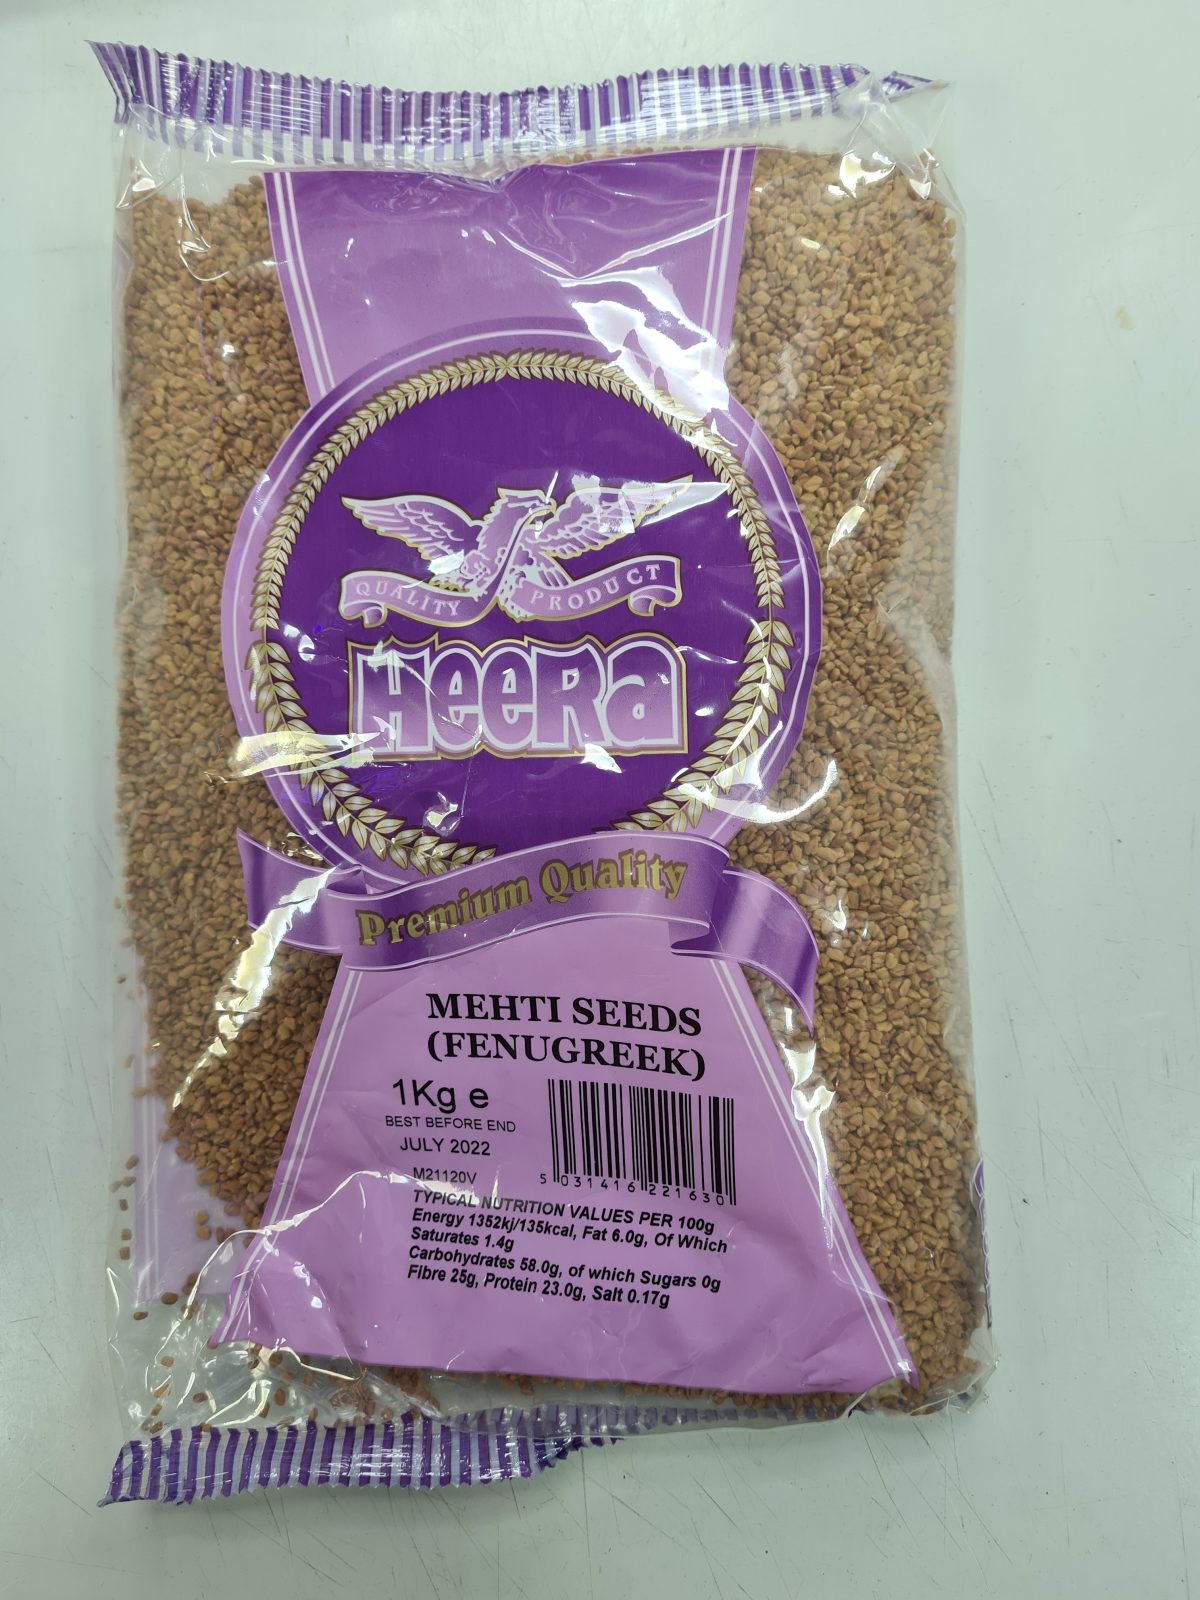 QUALITY PRODUCT
HeeRa
Premium Quality
MEHTI SEEDS
(FENUGREEK)
1Kg e
BEST BEFORE END
JULY 2022
M21120V
5 031416 221630
TYPICAL NUTRITION VALUES PER 100g
Energy 1352kj/135kcal, Fat 6.0g, Of Which
Saturates 1.4g
Carbohydrates 58.0g, of which Sugars 0g
Fibre 25g, Protein 23.0g, Salt 0.17g